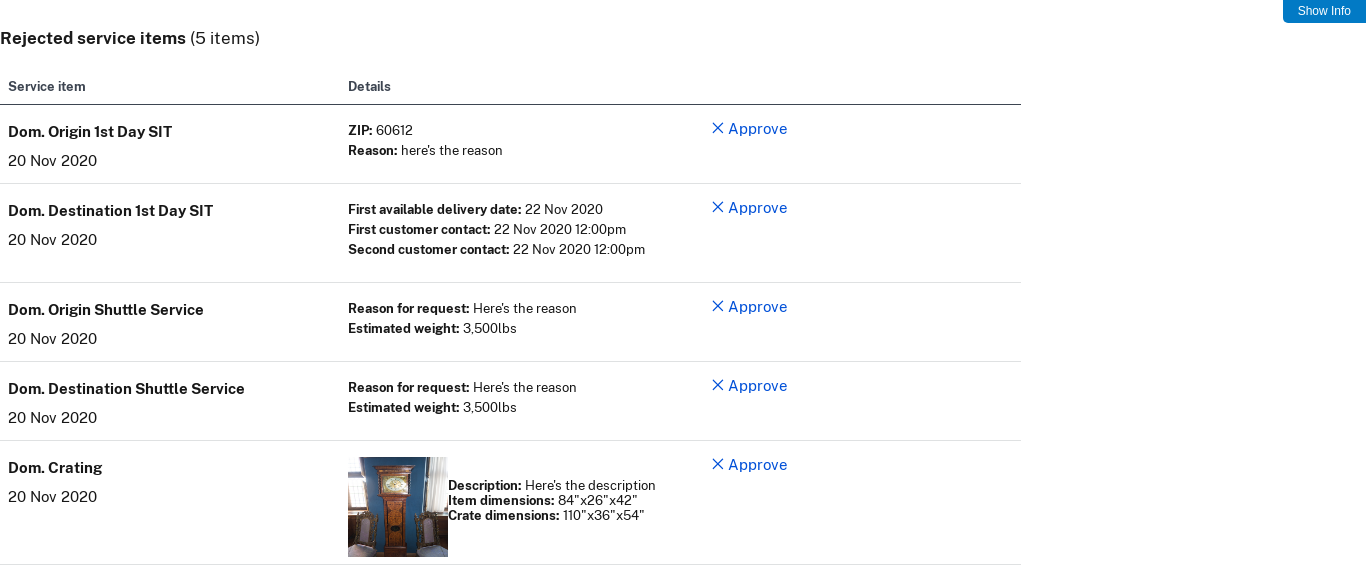 Show Info
Rejected service items (5 items)
Service item Details
Dom. Origin 1st Day SIT
20 Nov 2020
ZIP: 60612
Reason: here's the reason
Approve
Dom. Destination 1st Day SIT
20 Nov 2020
First available delivery date: 22 Nov 2020
First customer contact: 22 Nov 2020 12:00pm
Second customer contact: 22 Nov 2020 12:00pm
Approve
Dom. Origin Shuttle Service
20 Nov 2020
Reason for request: Here's the reason
Estimated weight: 3,500lbs
Approve
Dom. Destination Shuttle Service
20 Nov 2020
Reason for request: Here's the reason
Estimated weight: 3,500lbs
Approve
Dom. Crating
20 Nov 2020
Description: Here's the description
Item dimensions: 84"x26"x42"
Crate dimensions: 110"x36"x54"
Approve